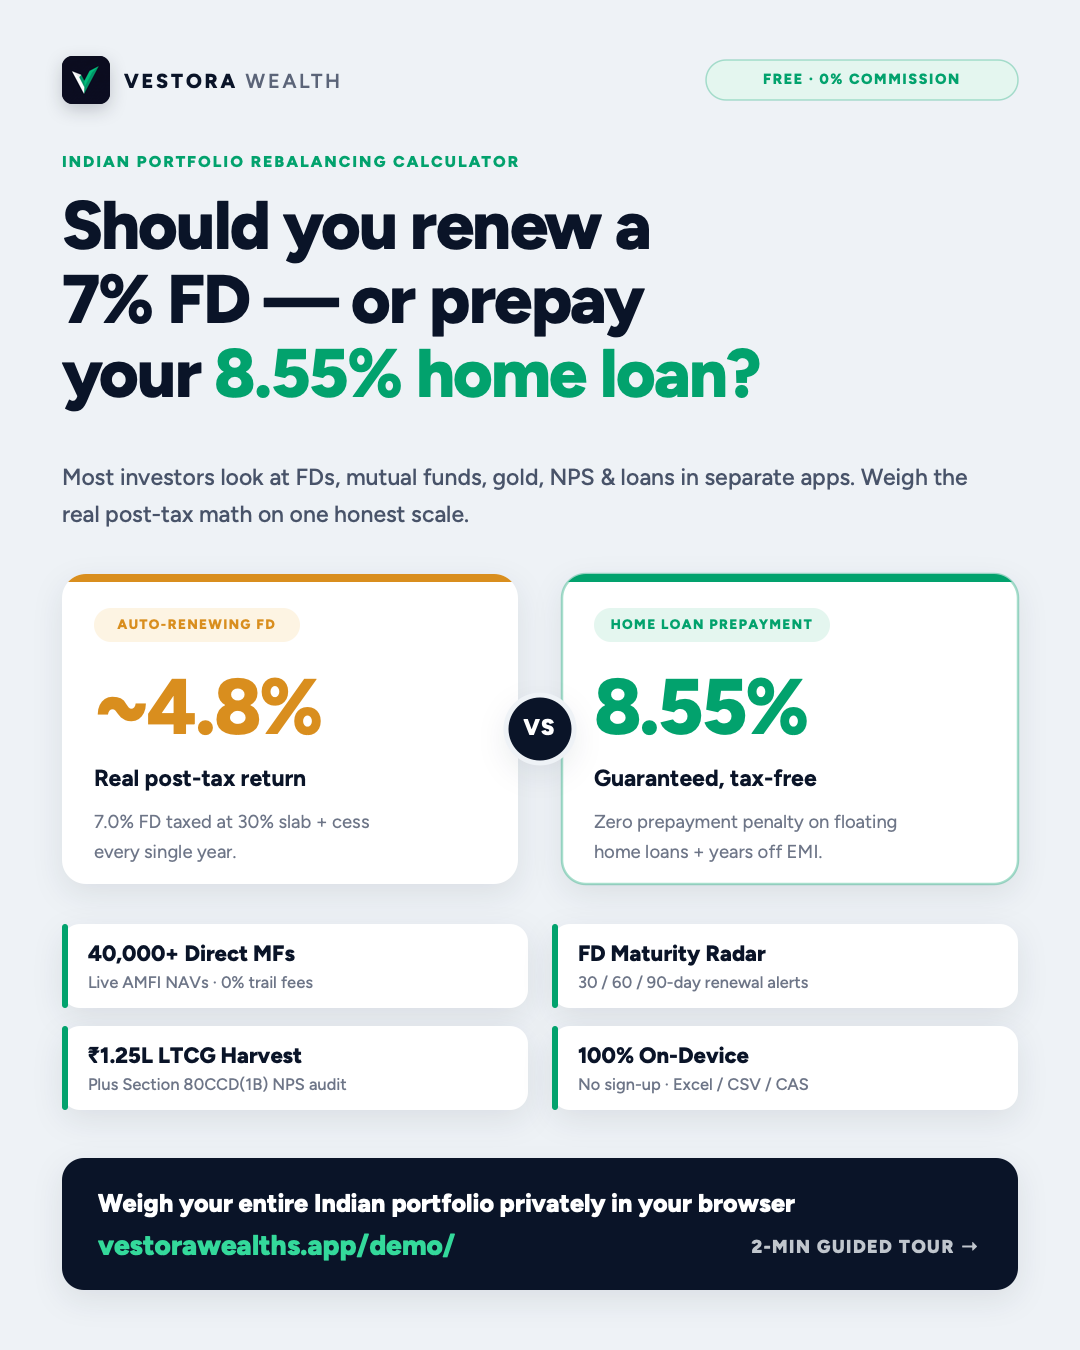 VESTORA WEALTH
FREE · 0% COMMISSION
INDIAN PORTFOLIO REBALANCING CALCULATOR
Should you renew a
7% FD — or prepay
your 8.55% home loan?
Most investors look at FDs, mutual funds, gold, NPS & loans in separate apps. Weigh the
real post-tax math on one honest scale.
AUTO-RENEWING FD
~4.8%
Real post-tax return
7.0% FD taxed at 30% slab + cess
every single year.
VS
HOME LOAN PREPAYMENT
8.55%
Guaranteed, tax-free
Zero prepayment penalty on floating
home loans + years off EMI.
40,000+ Direct MFs
Live AMFI NAVs · 0% trail fees
FD Maturity Radar
30 / 60 / 90-day renewal alerts
₹1.25L LTCG Harvest
Plus Section 80CCD(1B) NPS audit
100% On-Device
No sign-up · Excel / CSV / CAS
Weigh your entire Indian portfolio privately in your browser
vestorawealths.app/demo/
2-MIN GUIDED TOUR →